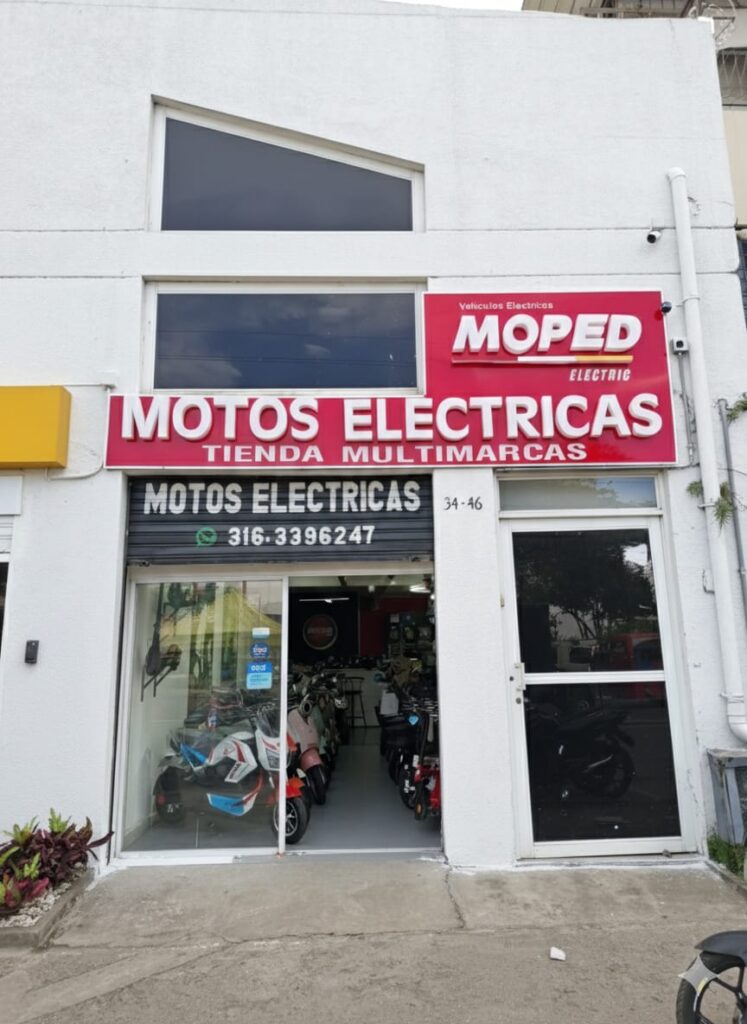 Vehiculos Electricos
MOPED
ELECTRIC
MOTOS ELECTRICAS
TIENDA MULTIMARCAS
MOTOS ELECTRICAS
316.3396247
34-46